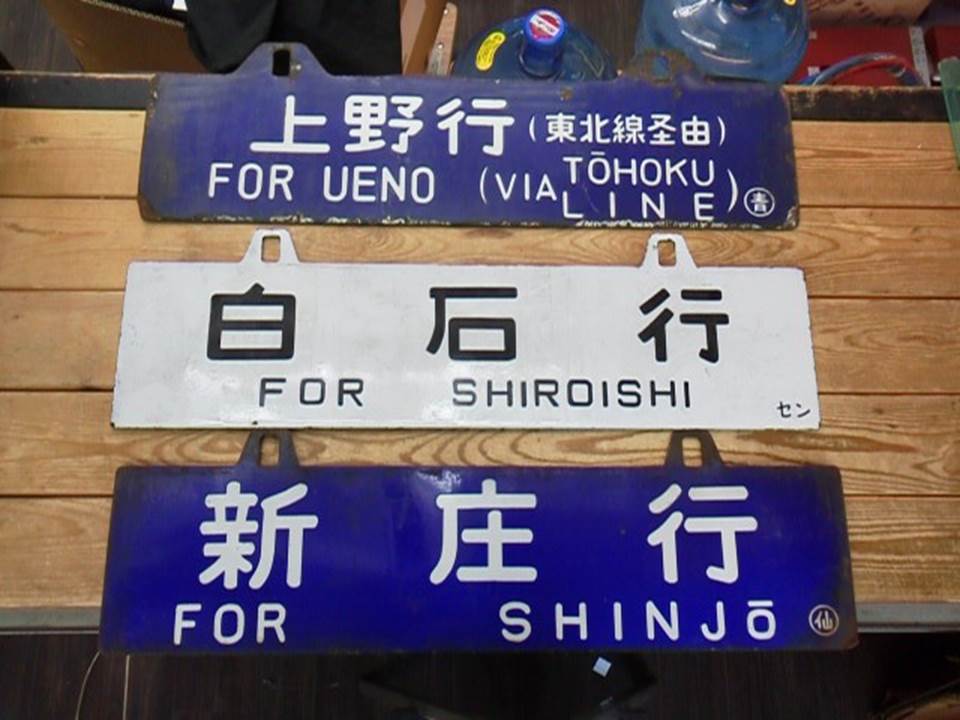 上野行(東北線圣由)
FOR UENO (VIA TŌHOKU LINE) 青
白石行
FOR SHIROISHI
セン
新庄行
FOR SHINJŌ 仙